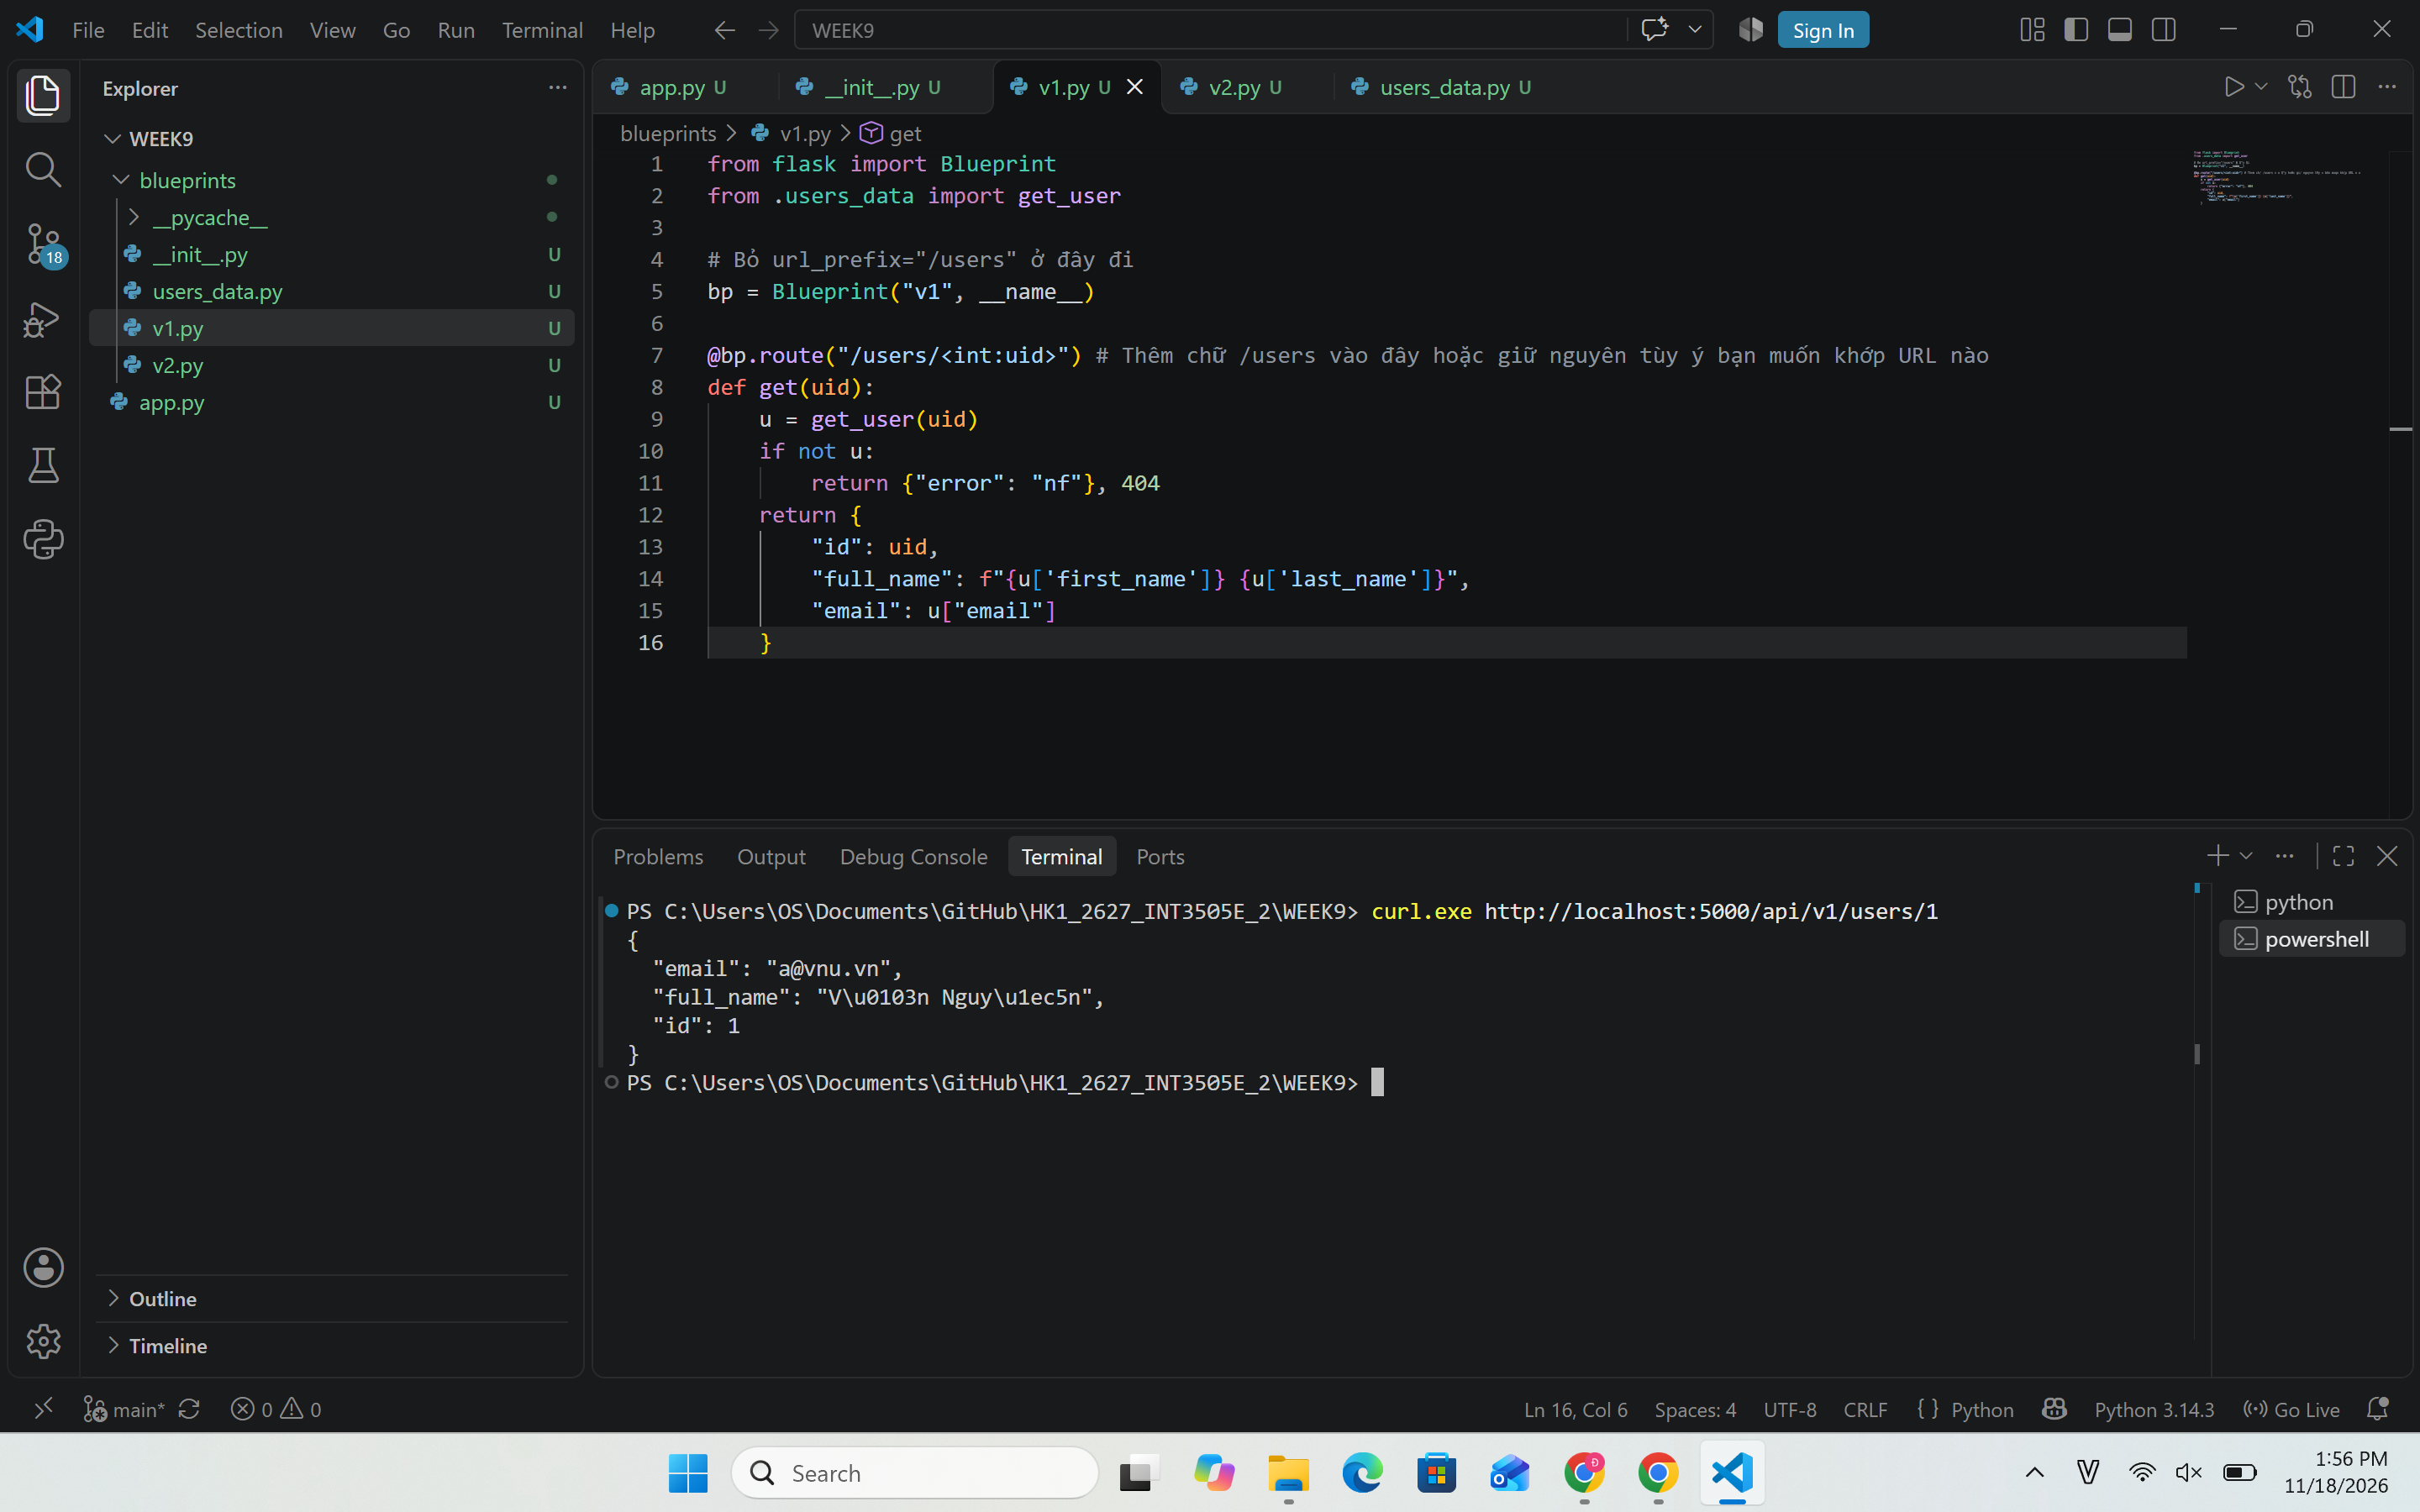 File Edit Selection View Go Run Terminal Help
WEEK9
Sign In
Explorer
WEEK9
blueprints
__pycache__
__init__.py U
users_data.py U
v1.py U
v2.py U
app.py U
18
Outline
Timeline
app.py U
__init__.py U
v1.py U
v2.py U
users_data.py U
blueprints > v1.py > get
1 from flask import Blueprint
2 from .users_data import get_user
3
4 # Bỏ url_prefix="/users" ở đây đi
5 bp = Blueprint("v1", __name__)
6
7 @bp.route("/users/<int:uid>") # Thêm chữ /users vào đây hoặc giữ nguyên tùy ý bạn muốn khớp URL nào
8 def get(uid):
9 u = get_user(uid)
10 if not u:
11 return {"error": "nf"}, 404
12 return {
13 "id": uid,
14 "full_name": f"{u['first_name']} {u['last_name']}",
15 "email": u["email"]
16 }
Problems Output Debug Console Terminal Ports
PS C:\Users\OS\Documents\GitHub\HK1_2627_INT3505E_2\WEEK9> curl.exe http://localhost:5000/api/v1/users/1
{
"email": "a@vnu.vn",
"full_name": "V\u0103n Nguy\u1ec5n",
"id": 1
}
PS C:\Users\OS\Documents\GitHub\HK1_2627_INT3505E_2\WEEK9>
python
powershell
main* 0 0
Ln 16, Col 6 Spaces: 4 UTF-8 CRLF { } Python Python 3.14.3 Go Live
Search
1:56 PM
11/18/2026